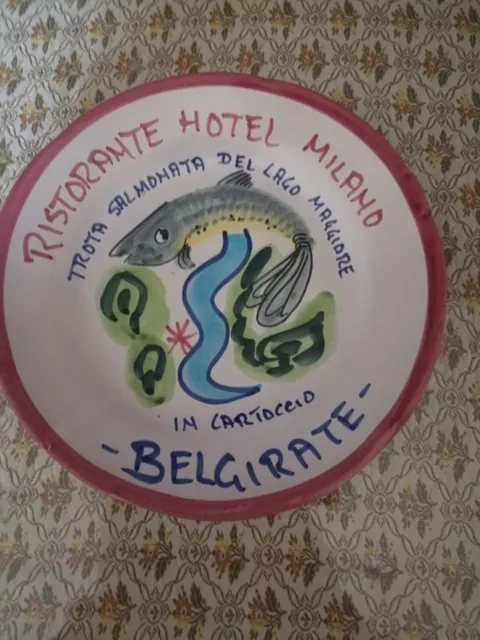 RISTORANTE HOTEL MILANO
TROTA SALMONATA DEL LAGO MAGGIORE
IN CARTOCCIO
- BELGIRATE -